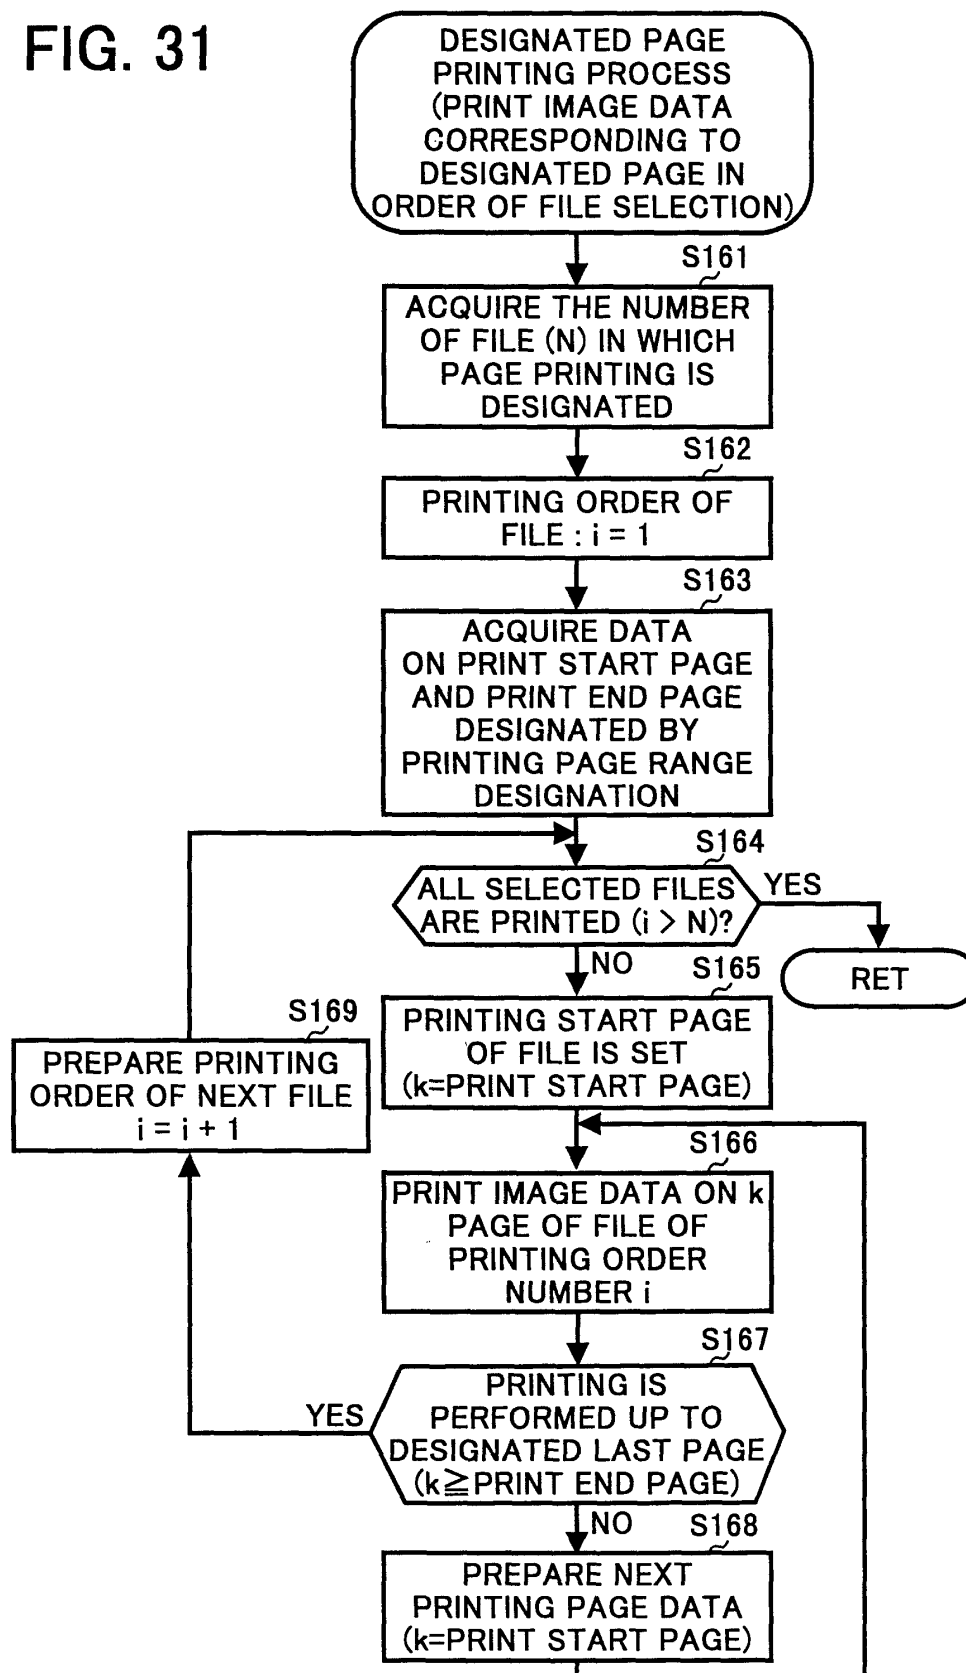 FIG. 31
DESIGNATED PAGE
PRINTING PROCESS
(PRINT IMAGE DATA
CORRESPONDING TO
DESIGNATED PAGE IN
ORDER OF FILE SELECTION)
S161
ACQUIRE THE NUMBER
OF FILE (N) IN WHICH
PAGE PRINTING IS
DESIGNATED
S162
PRINTING ORDER OF
FILE : i = 1
S163
ACQUIRE DATA
ON PRINT START PAGE
AND PRINT END PAGE
DESIGNATED BY
PRINTING PAGE RANGE
DESIGNATION
S164
ALL SELECTED FILES
ARE PRINTED (i > N)?
YES
RET
NO
S165
PRINTING START PAGE
OF FILE IS SET
(k=PRINT START PAGE)
S169
PREPARE PRINTING
ORDER OF NEXT FILE
i = i + 1
S166
PRINT IMAGE DATA ON k
PAGE OF FILE OF
PRINTING ORDER
NUMBER i
S167
PRINTING IS
PERFORMED UP TO
DESIGNATED LAST PAGE
(k≧PRINT END PAGE)
YES
NO
S168
PREPARE NEXT
PRINTING PAGE DATA
(k=PRINT START PAGE)